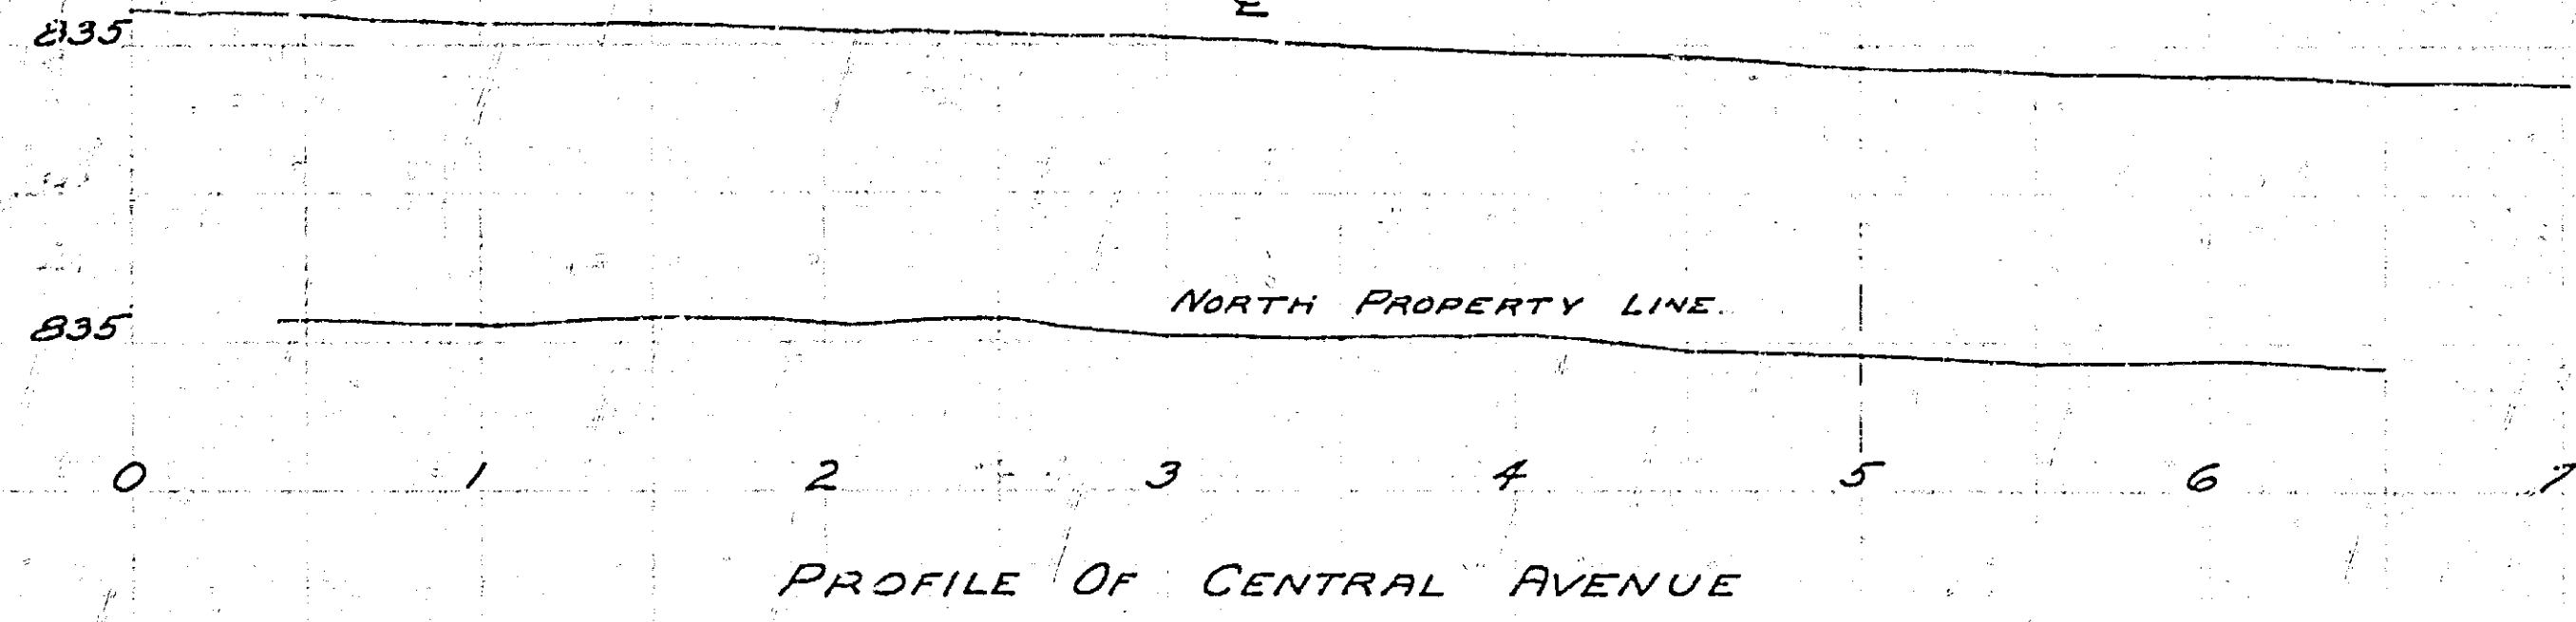 835
835
NORTH PROPERTY LINE.
0 1 2 3 4 5 6 7
PROFILE OF CENTRAL AVENUE